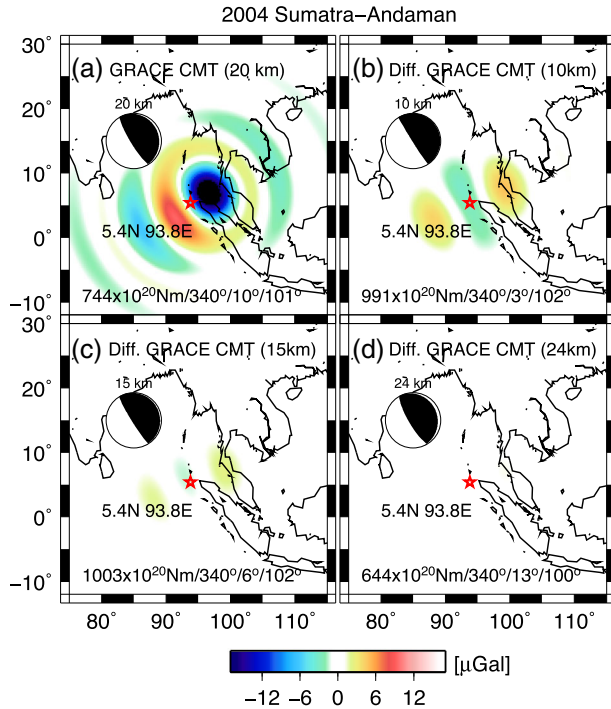 2004 Sumatra−Andaman
(a) GRACE CMT (20 km)
20 km
5.4N 93.8E
744x10²⁰Nm/340°/10°/101°
(b) Diff. GRACE CMT (10km)
10 km
5.4N 93.8E
991x10²⁰Nm/340°/3°/102°
(c) Diff. GRACE CMT (15km)
15 km
5.4N 93.8E
1003x10²⁰Nm/340°/6°/102°
(d) Diff. GRACE CMT (24km)
24 km
5.4N 93.8E
644x10²⁰Nm/340°/13°/100°
30˚
20˚
10˚
0˚
−10˚
30˚
20˚
10˚
0˚
−10˚
80˚ 90˚ 100˚ 110˚
80˚ 90˚ 100˚ 110˚
[μGal]
−12 −6 0 6 12